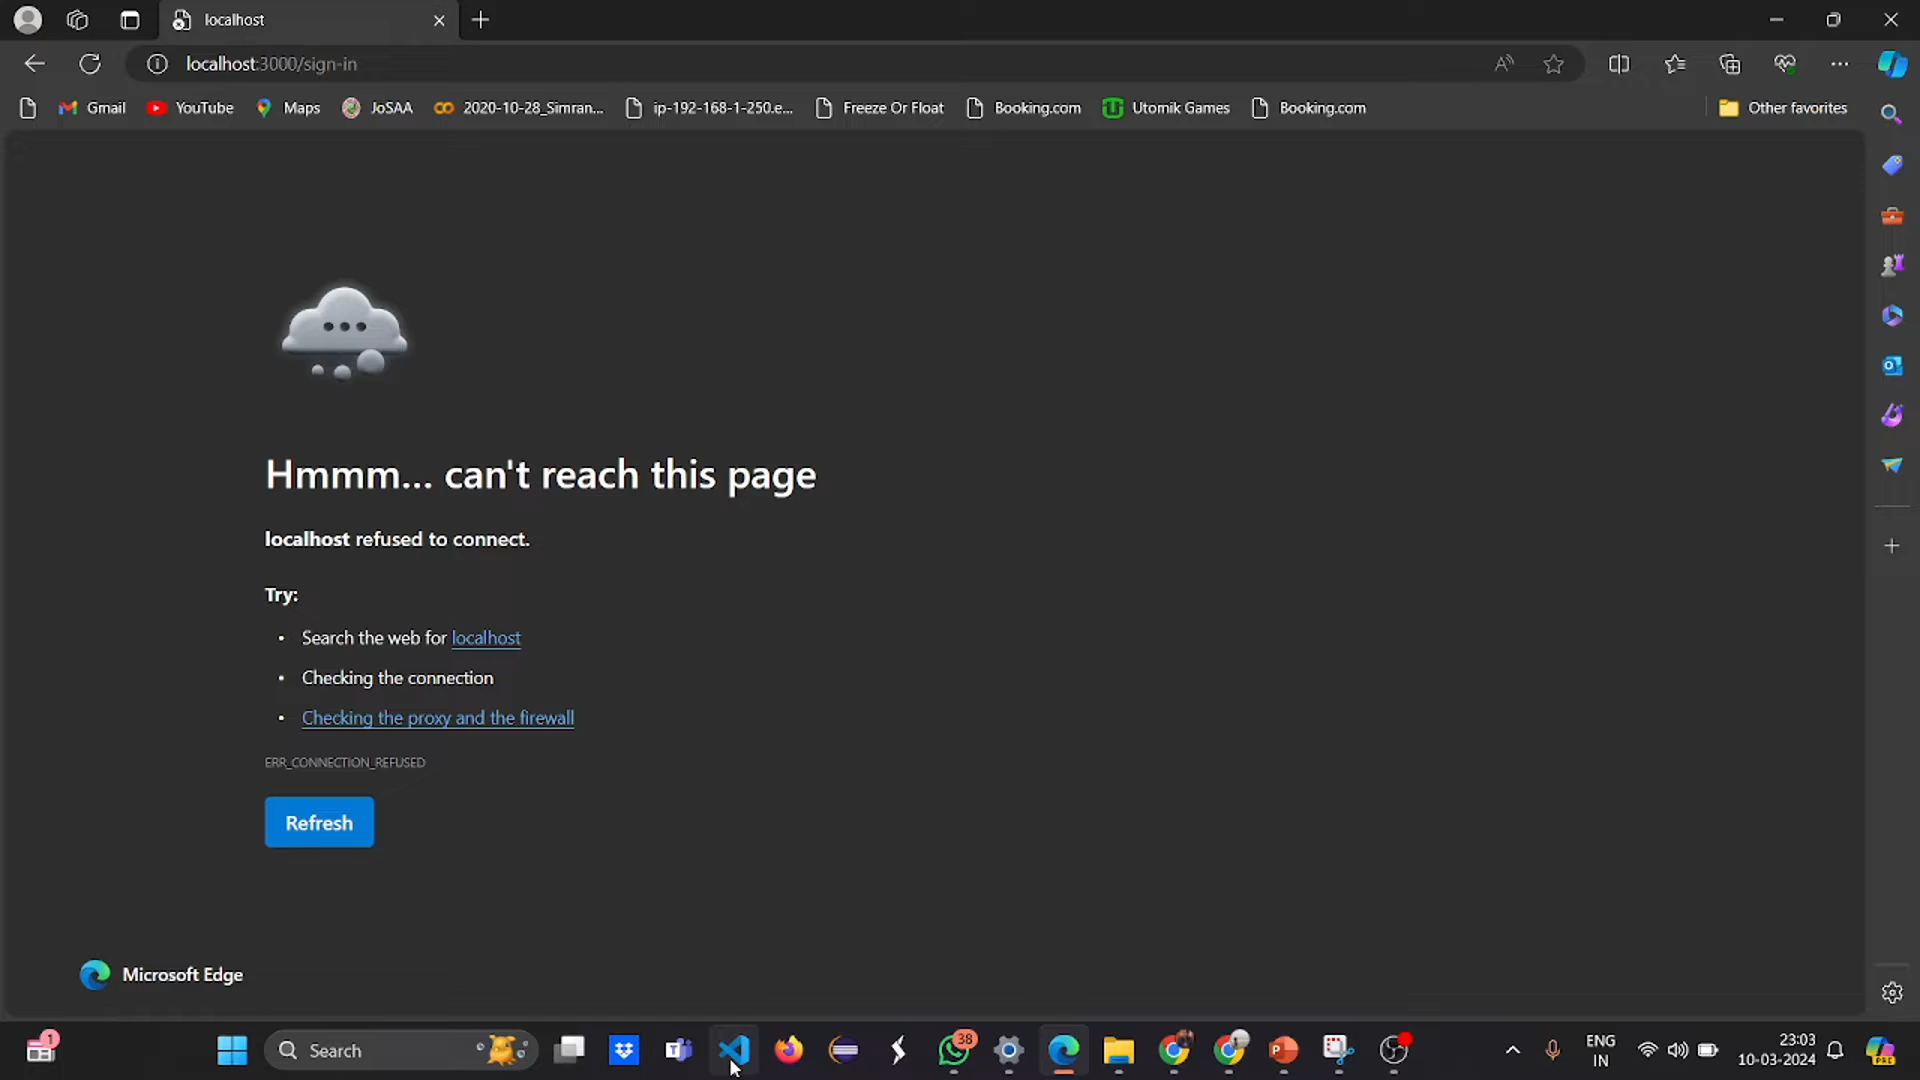 localhost
localhost:3000/sign-in
Gmail
YouTube
Maps
JoSAA
2020-10-28_Simran...
ip-192-168-1-250.e...
Freeze Or Float
Booking.com
Utomik Games
Booking.com
Other favorites
Hmmm... can't reach this page
localhost refused to connect.
Try:
• Search the web for localhost
• Checking the connection
• Checking the proxy and the firewall
ERR_CONNECTION_REFUSED
Refresh
Microsoft Edge
1
Search
38
ENG
IN
23:03
10-03-2024
PRE